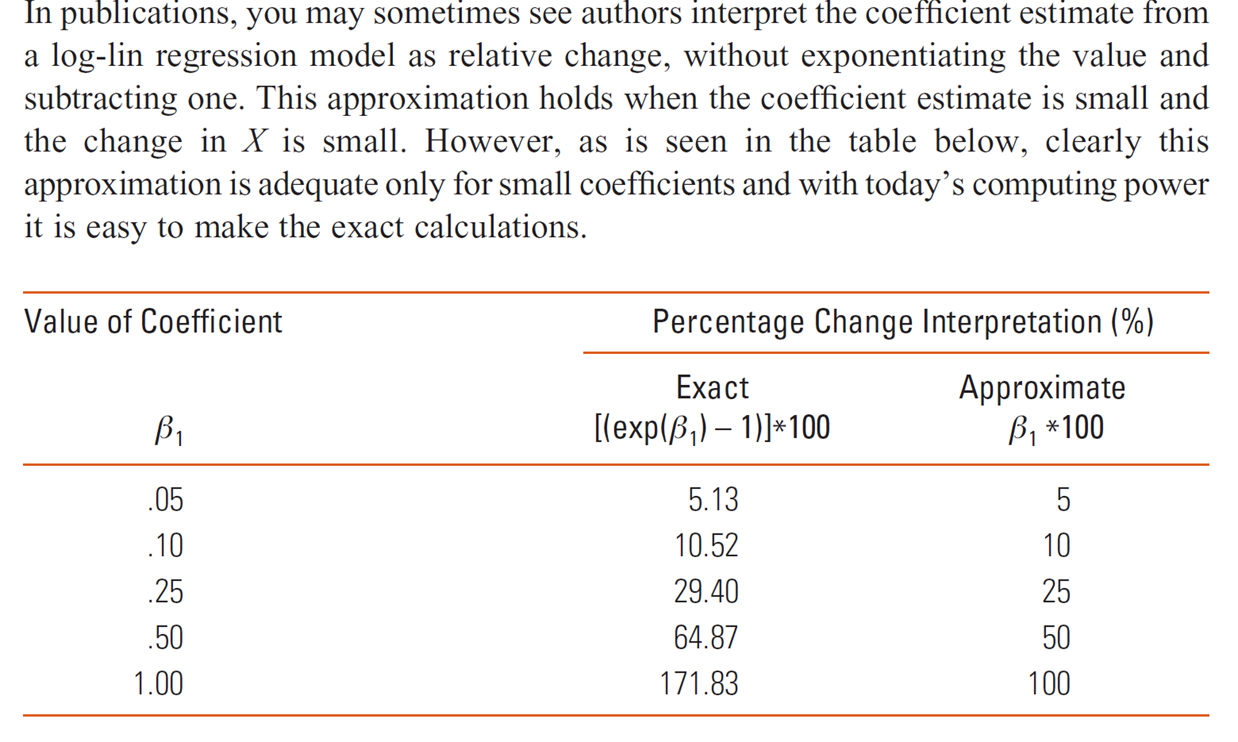 In publications, you may sometimes see authors interpret the coefficient estimate from
a log-lin regression model as relative change, without exponentiating the value and
subtracting one. This approximation holds when the coefficient estimate is small and
the change in X is small. However, as is seen in the table below, clearly this
approximation is adequate only for small coefficients and with today’s computing power
it is easy to make the exact calculations.
Value of Coefficient Percentage Change Interpretation (%)
Exact Approximate
β₁ [(exp(β₁) – 1)]*100 β₁ *100
.05 5.13 5
.10 10.52 10
.25 29.40 25
.50 64.87 50
1.00 171.83 100